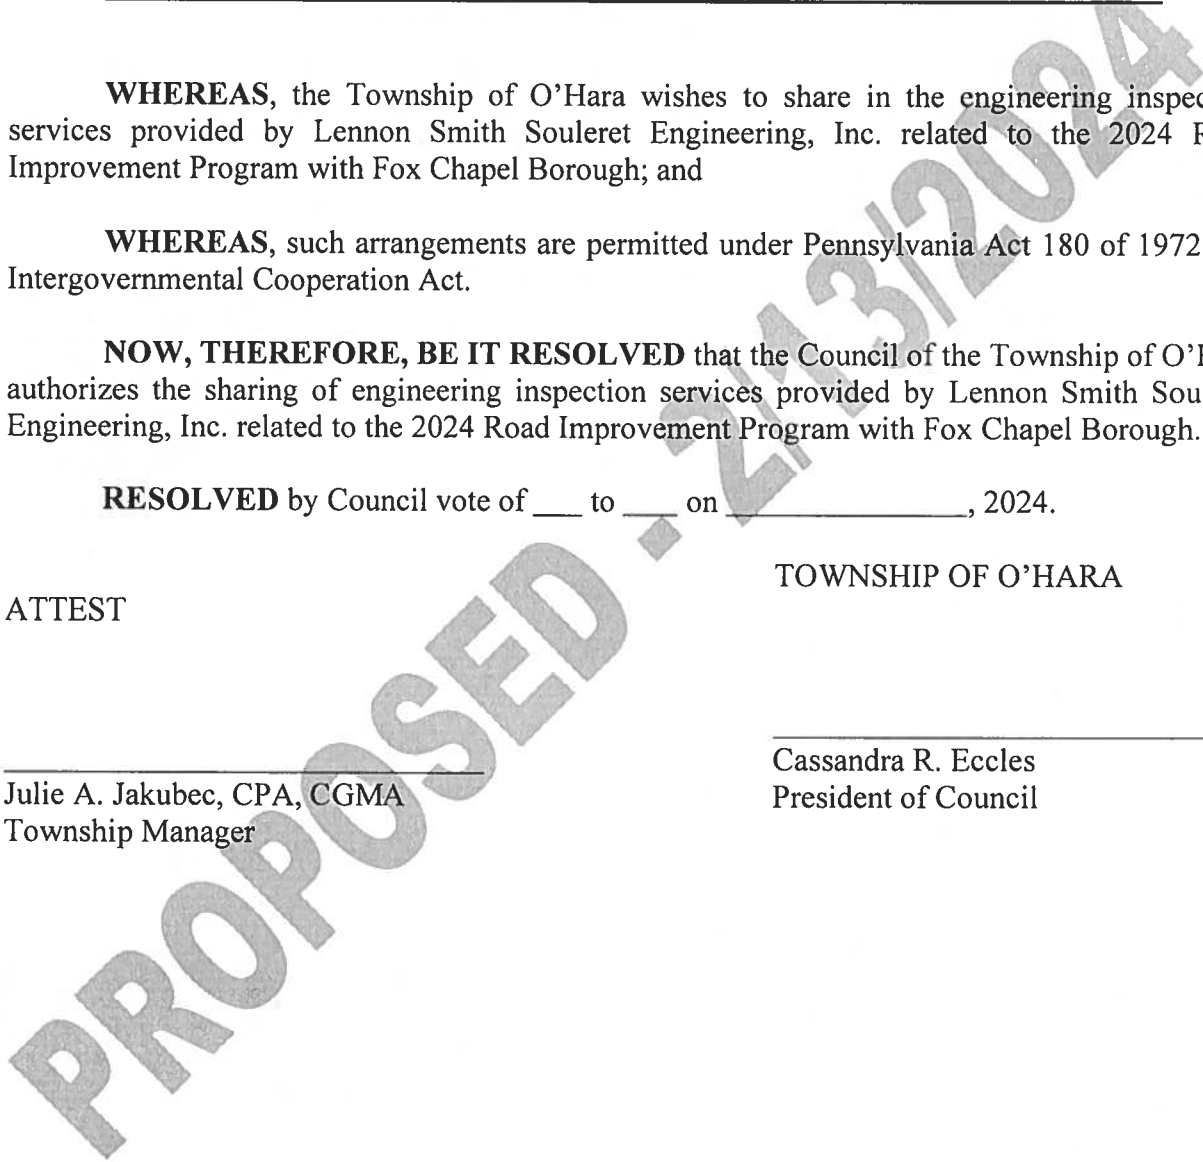 WHEREAS, the Township of O’Hara wishes to share in the engineering inspec
services provided by Lennon Smith Souleret Engineering, Inc. related to the 2024 R
Improvement Program with Fox Chapel Borough; and
WHEREAS, such arrangements are permitted under Pennsylvania Act 180 of 1972
Intergovernmental Cooperation Act.
NOW, THEREFORE, BE IT RESOLVED that the Council of the Township of O’H
authorizes the sharing of engineering inspection services provided by Lennon Smith Sou
Engineering, Inc. related to the 2024 Road Improvement Program with Fox Chapel Borough.
RESOLVED by Council vote of ___ to ___ on _______________, 2024.
TOWNSHIP OF O’HARA
ATTEST
Cassandra R. Eccles
President of Council
Julie A. Jakubec, CPA, CGMA
Township Manager
PROPOSED - 2/13/2024